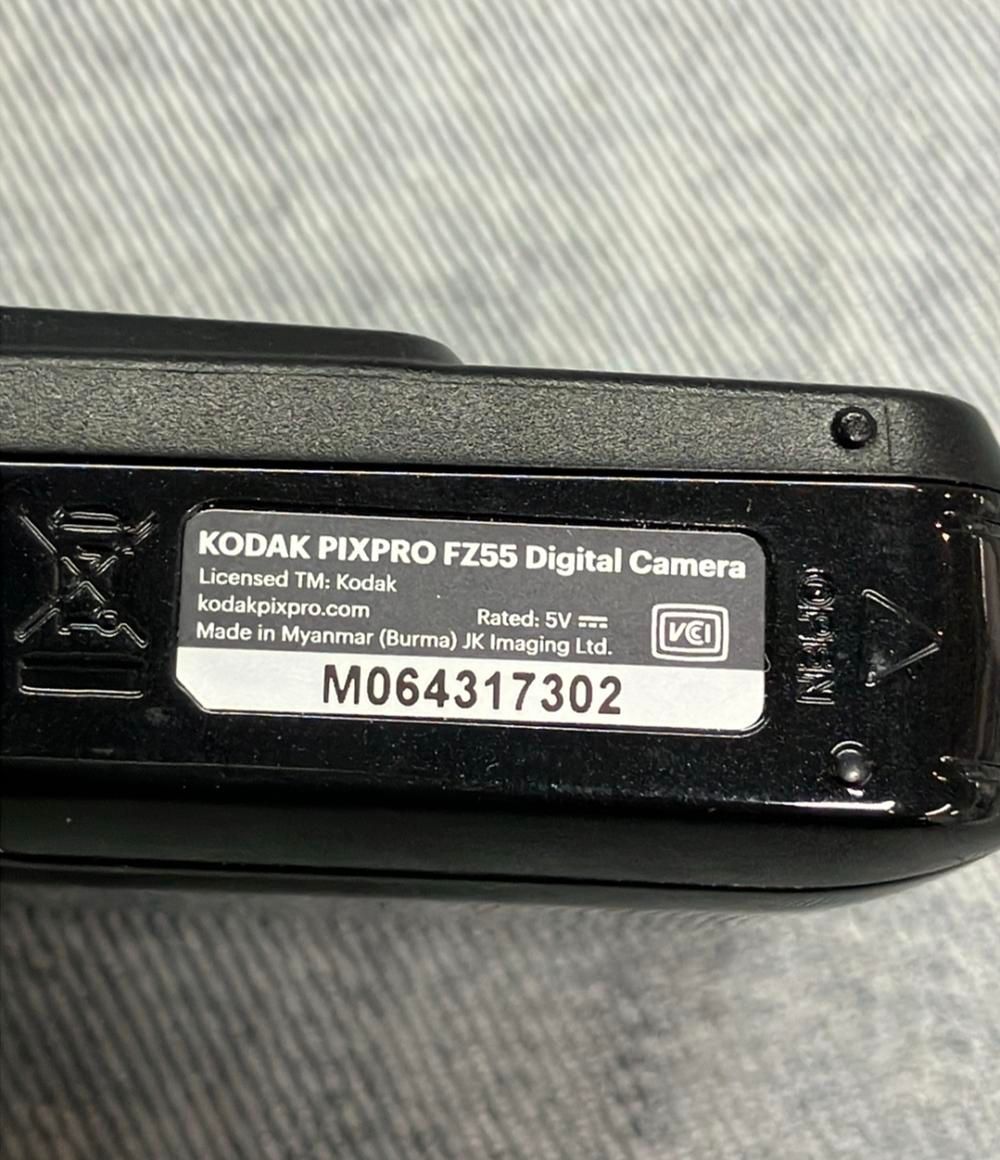 KODAK PIXPRO FZ55 Digital Camera
Licensed TM: Kodak
kodakpixpro.com
Rated: 5V ⎓
Made in Myanmar (Burma) JK Imaging Ltd.
VCI
M064317302
OPEN